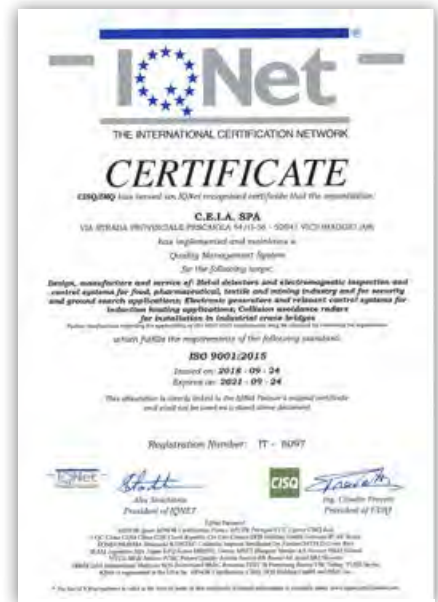 IQNet
®
THE INTERNATIONAL CERTIFICATION NETWORK
CERTIFICATE
CISQ/IMQ has issued an IQNet recognized certificate that the organization:
C.E.I.A. SPA
VIA STRADA PROVINCIALE PESCAIOLA 54/G-56 - 52041 VICIOMAGGIO (AR)
has implemented and maintains a
Quality Management System
for the following scope:
Design, manufacture and service of: Metal detectors and electromagnetic inspection and
control systems for food, pharmaceutical, textile and mining industry and for security
and ground search applications; Electronic generators and relevant control systems for
induction heating applications; Collision avoidance radars
for installation in industrial crane bridges
which fulfills the requirements of the following standard:
ISO 9001:2015
Issued on: 2018 - 09 - 24
Expires on: 2021 - 09 - 24
This attestation is directly linked to the IQNet Partner's original certificate
and shall not be used as a stand-alone document
Registration Number: IT - 8097
IQNet
CISQ
President of IQNET
President of CISQ
IQNet Partners*: